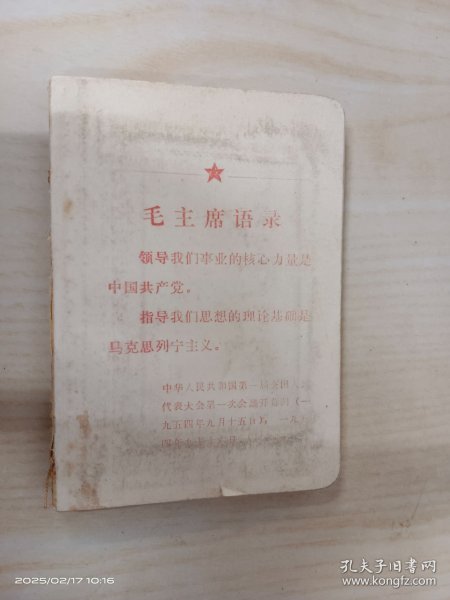 毛主席语录
领导我们事业的核心力量是
中国共产党。
指导我们思想的理论基础是
马克思列宁主义。
中华人民共和国第一届全国人民
代表大会第一次会议开幕词(一
九五四年九月十五日),一九
2025/02/17 10:16
孔夫子旧书网
www.kongfz.com